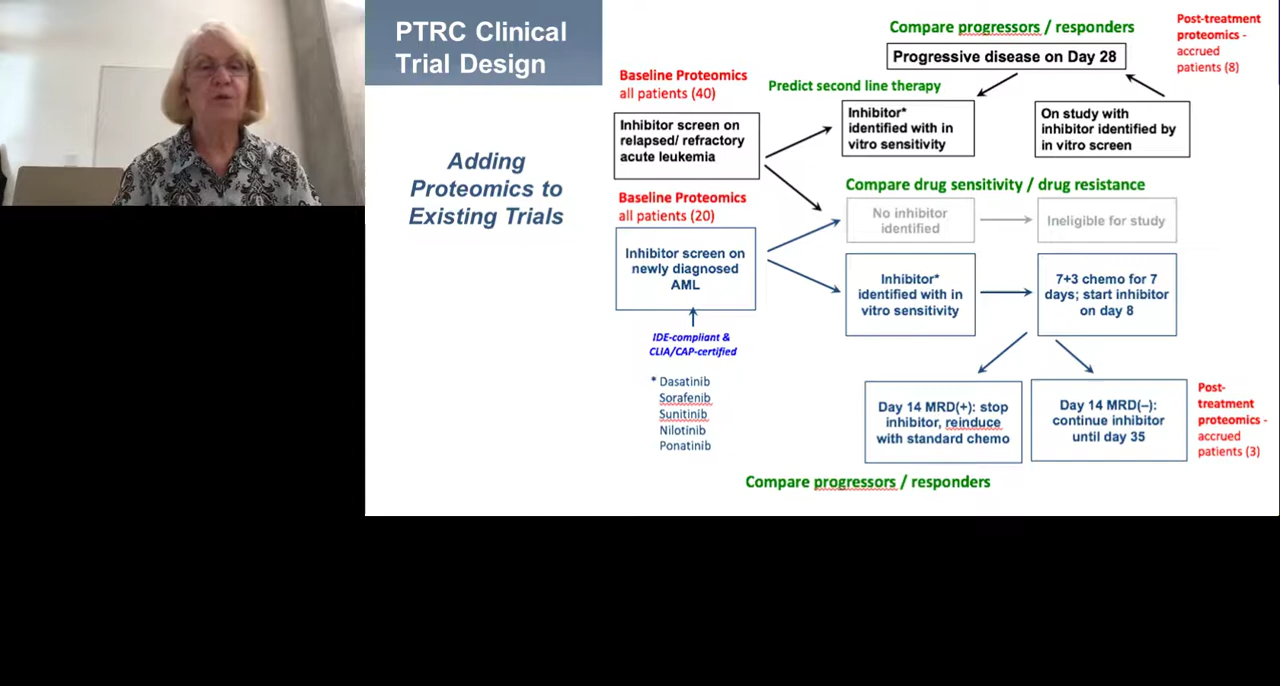 PTRC Clinical
Trial Design
Adding
Proteomics to
Existing Trials
Compare progressors / responders
Progressive disease on Day 28
Post-treatment
proteomics -
accrued
patients (8)
Baseline Proteomics
all patients (40)
Predict second line therapy
Inhibitor screen on
relapsed/ refractory
acute leukemia
Inhibitor*
identified with in
vitro sensitivity
On study with
inhibitor identified by
in vitro screen
Compare drug sensitivity / drug resistance
Baseline Proteomics
all patients (20)
No inhibitor
identified
Ineligible for study
Inhibitor screen on
newly diagnosed
AML
Inhibitor*
identified with in
vitro sensitivity
7+3 chemo for 7
days; start inhibitor
on day 8
IDE-compliant &
CLIA/CAP-certified
* Dasatinib
Sorafenib
Sunitinib
Nilotinib
Ponatinib
Day 14 MRD(+): stop
inhibitor, reinduce
with standard chemo
Day 14 MRD(–):
continue inhibitor
until day 35
Post-
treatment
proteomics -
accrued
patients (3)
Compare progressors / responders